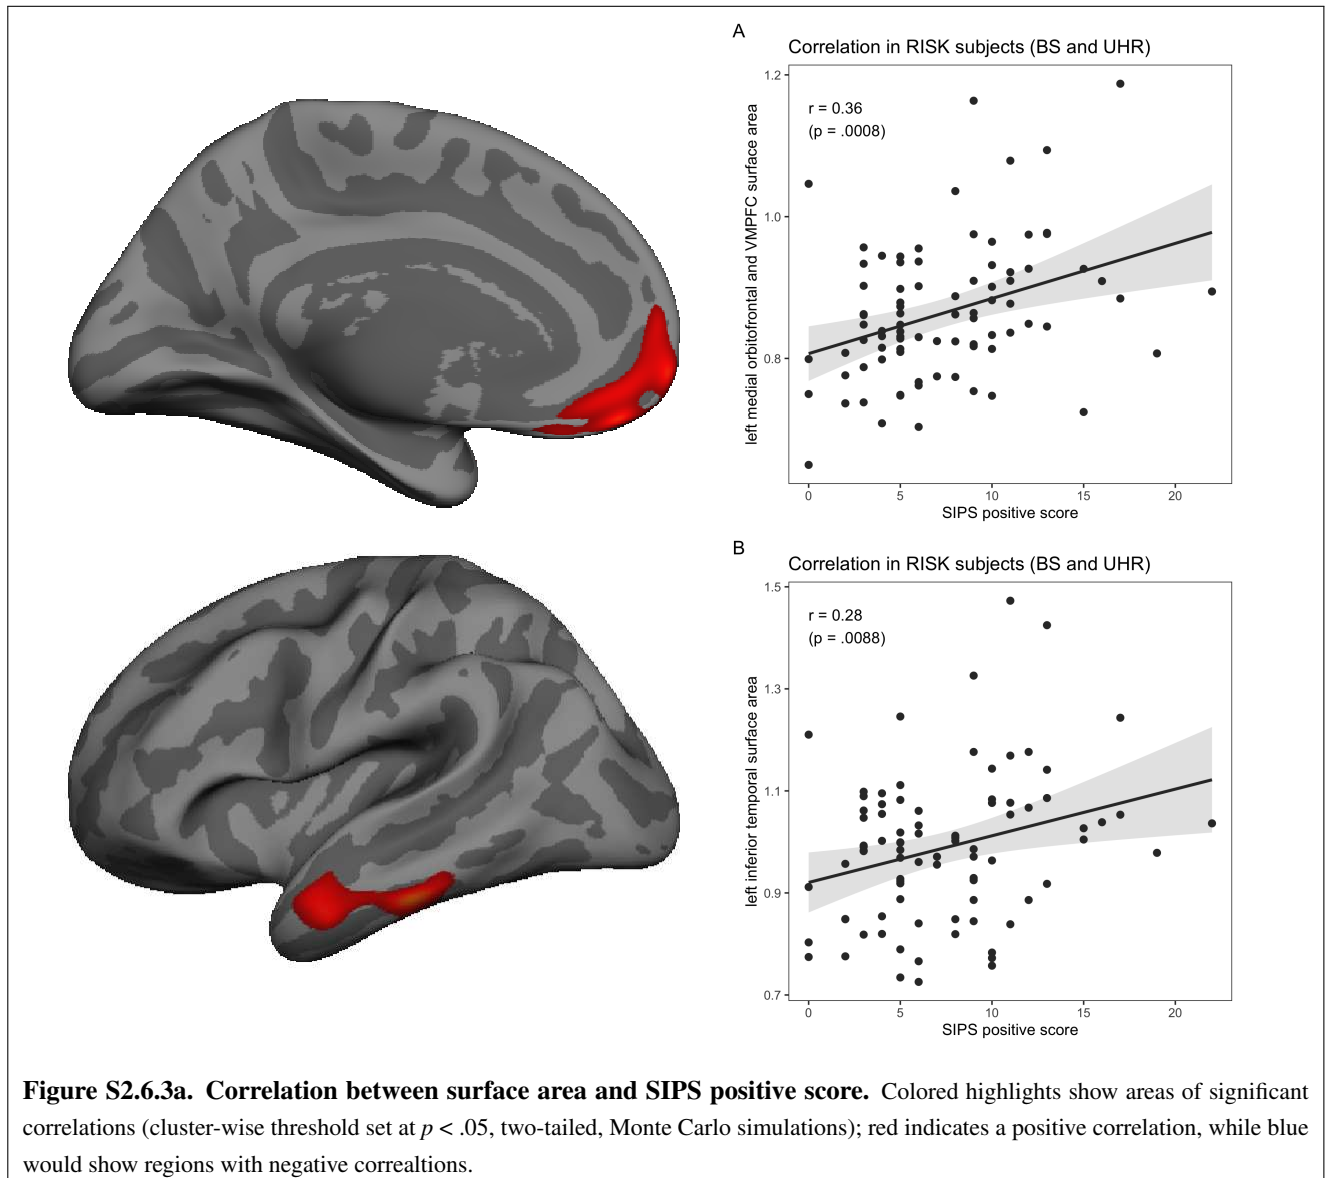 A
Correlation in RISK subjects (BS and UHR)
r = 0.36
(p = .0008)
left medial orbitofrontal and VMPFC surface area
1.2
1.0
0.8
0 5 10 15 20
SIPS positive score
B
Correlation in RISK subjects (BS and UHR)
r = 0.28
(p = .0088)
left inferior temporal surface area
1.5
1.3
1.1
0.9
0.7
0 5 10 15 20
SIPS positive score
Figure S2.6.3a. Correlation between surface area and SIPS positive score. Colored highlights show areas of significant
correlations (cluster-wise threshold set at p < .05, two-tailed, Monte Carlo simulations); red indicates a positive correlation, while blue
would show regions with negative correaltions.